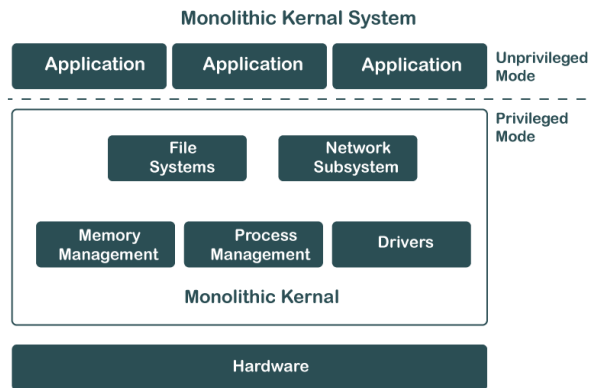 Monolithic Kernal System
Application
Application
Application
Unprivileged
Mode
Privileged
Mode
File
Systems
Network
Subsystem
Memory
Management
Process
Management
Drivers
Monolithic Kernal
Hardware